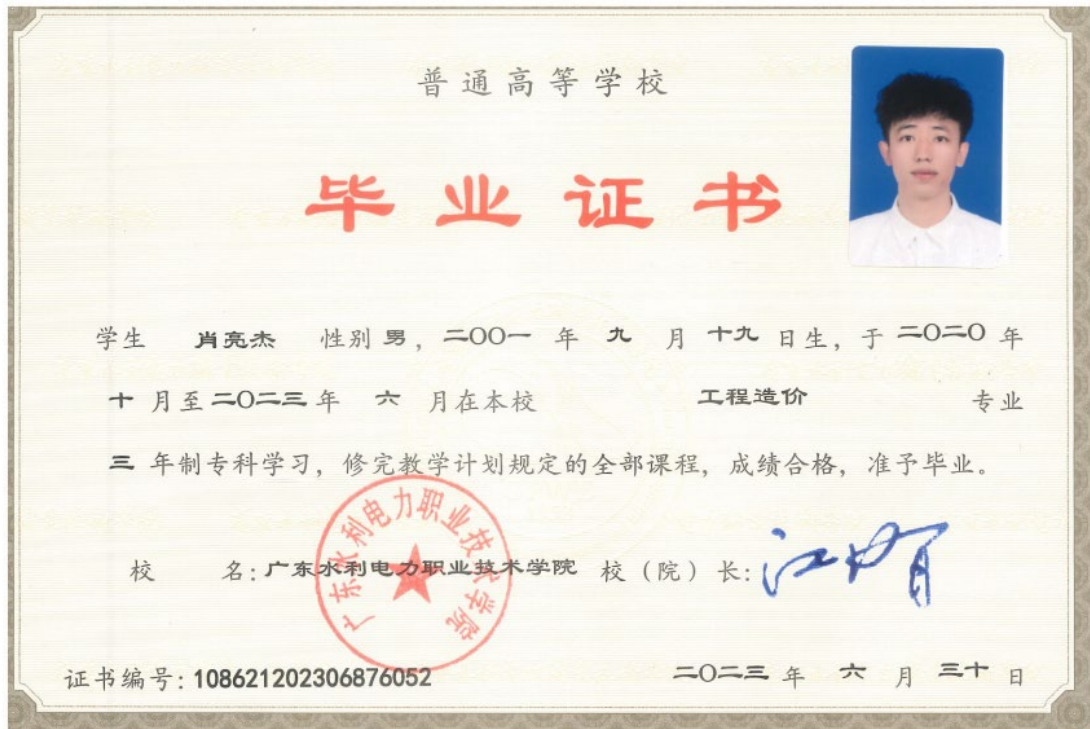 普通高等学校
毕业证书
学生 肖亮杰 性别 男，二〇〇一 年 九 月 十九 日生，于 二〇二〇 年
十 月至 二〇二三 年 六 月在本校 工程造价 专业
三 年制专科学习，修完教学计划规定的全部课程，成绩合格，准予毕业。
校 名：广东水利电力职业技术学院 校（院）长：
广东水利电力职业技术学院
证书编号：108621202306876052 二〇二三 年 六 月 三十 日